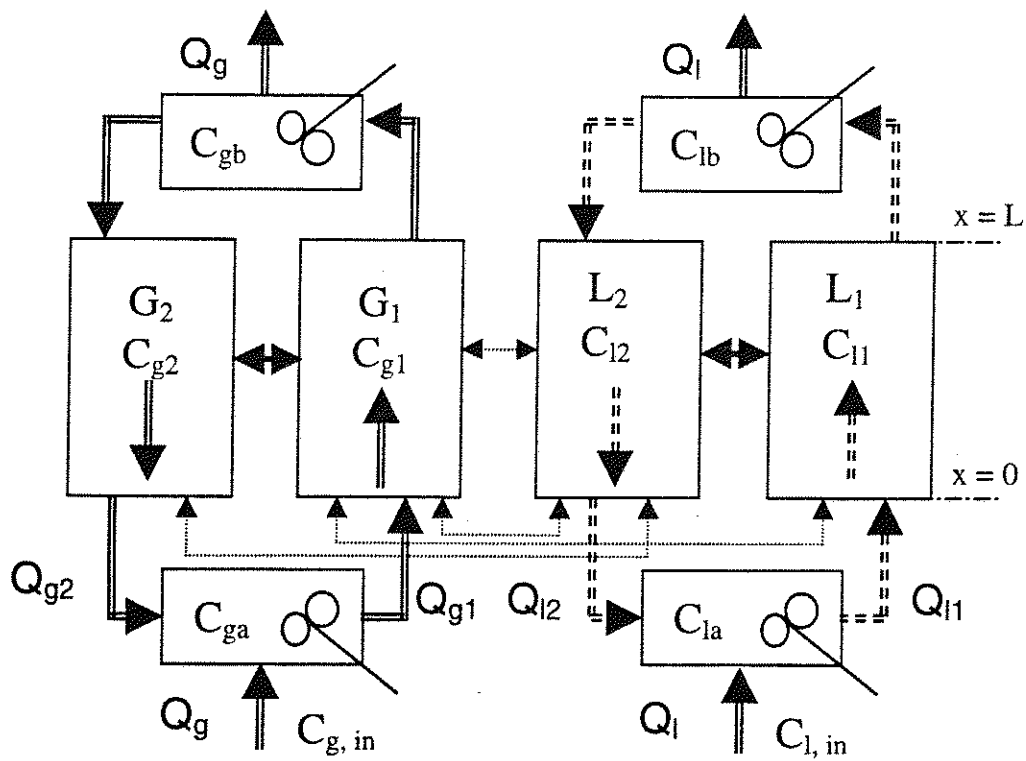 Q_g
Q_l
C_gb
C_lb
x = L
G_2
C_g2
G_1
C_g1
L_2
C_l2
L_1
C_l1
x = 0
Q_g2
C_ga
Q_g1
Q_l2
C_la
Q_l1
Q_g
C_g, in
Q_l
C_l, in